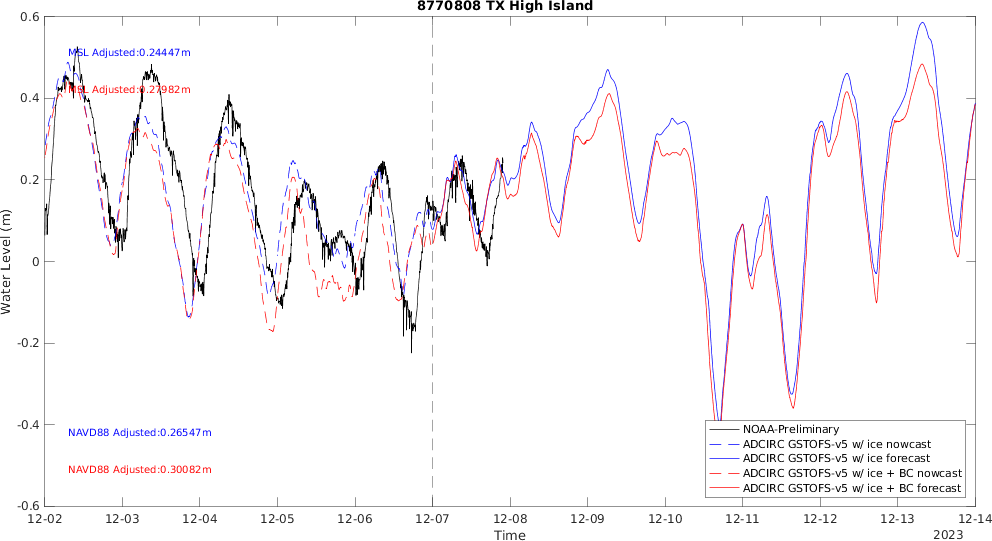 8770808 TX High Island
0.6
MSL Adjusted:0.24447m
MSL Adjusted:0.27982m
0.4
0.2
0
-0.2
-0.4
-0.6
Water Level (m)
NAVD88 Adjusted:0.26547m
NAVD88 Adjusted:0.30082m
NOAA-Preliminary
ADCIRC GSTOFS-v5 w/ ice nowcast
ADCIRC GSTOFS-v5 w/ ice forecast
ADCIRC GSTOFS-v5 w/ ice + BC nowcast
ADCIRC GSTOFS-v5 w/ ice + BC forecast
12-02 12-03 12-04 12-05 12-06 12-07 12-08 12-09 12-10 12-11 12-12 12-13 12-14
Time
2023